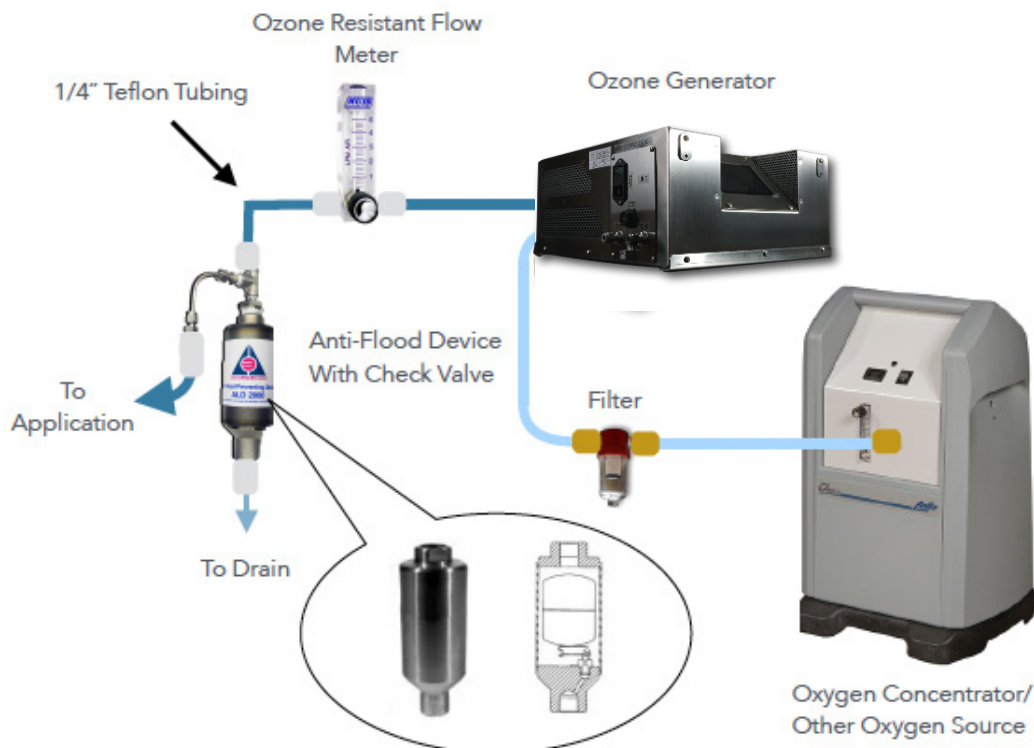 Ozone Resistant Flow
Meter
1/4” Teflon Tubing
Ozone Generator
Anti-Flood Device
With Check Valve
Filter
To
Application
ALD 2000
To Drain
Oxygen Concentrator/
Other Oxygen Source